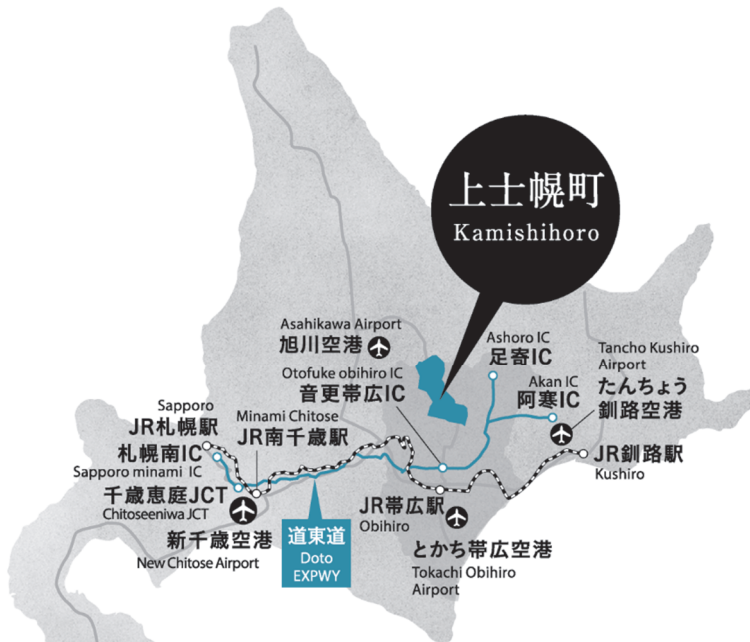 上士幌町
Kamishihoro
Asahikawa Airport
旭川空港
Otofuke obihiro IC
音更帯広IC
Ashoro IC
足寄IC
Akan IC
阿寒IC
Tancho Kushiro
Airport
たんちょう
釧路空港
Sapporo
JR札幌駅
札幌南IC
Sapporo minami IC
Minami Chitose
JR南千歳駅
千歳恵庭JCT
Chitoseeniwa JCT
新千歳空港
New Chitose Airport
道東道
Doto
EXPWY
JR帯広駅
Obihiro
とかち帯広空港
Tokachi Obihiro
Airport
JR釧路駅
Kushiro